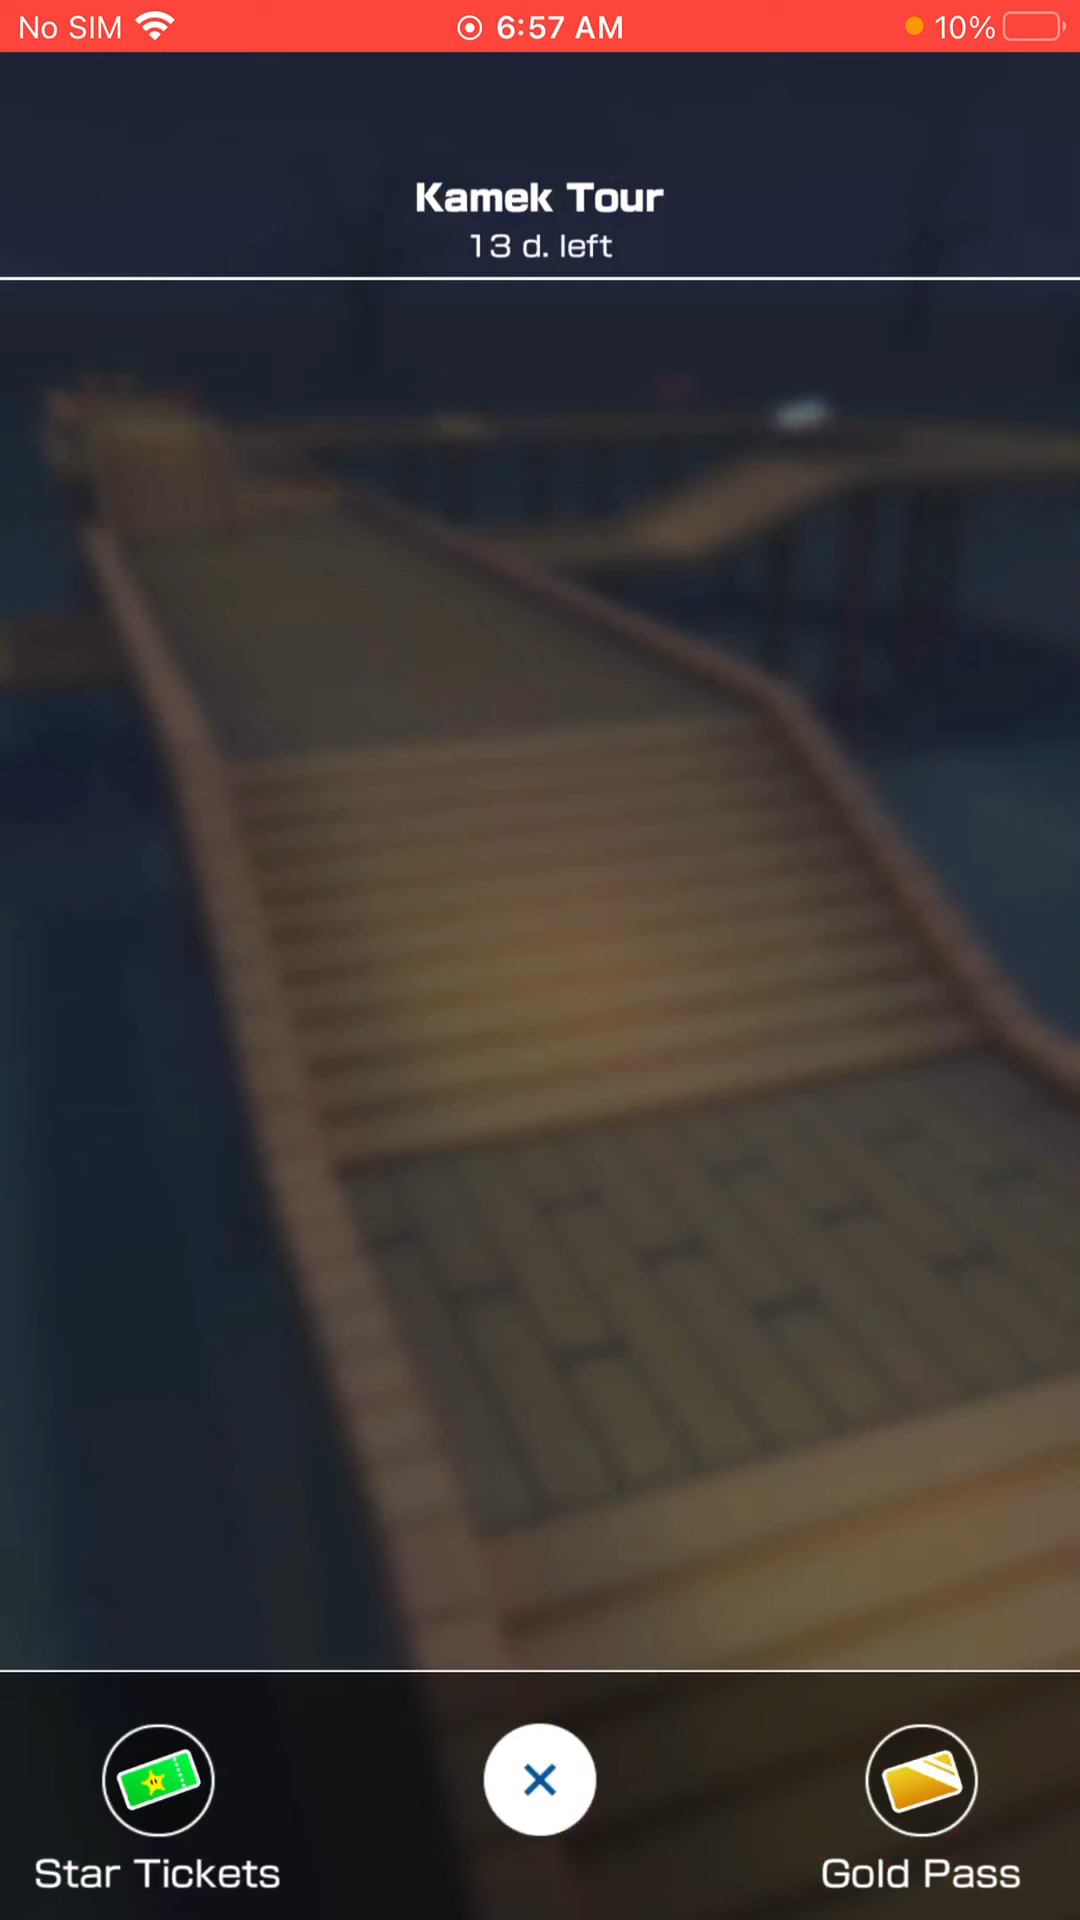 No SIM 6:57 AM 10%
Kamek Tour
13 d. left
Star Tickets
Gold Pass